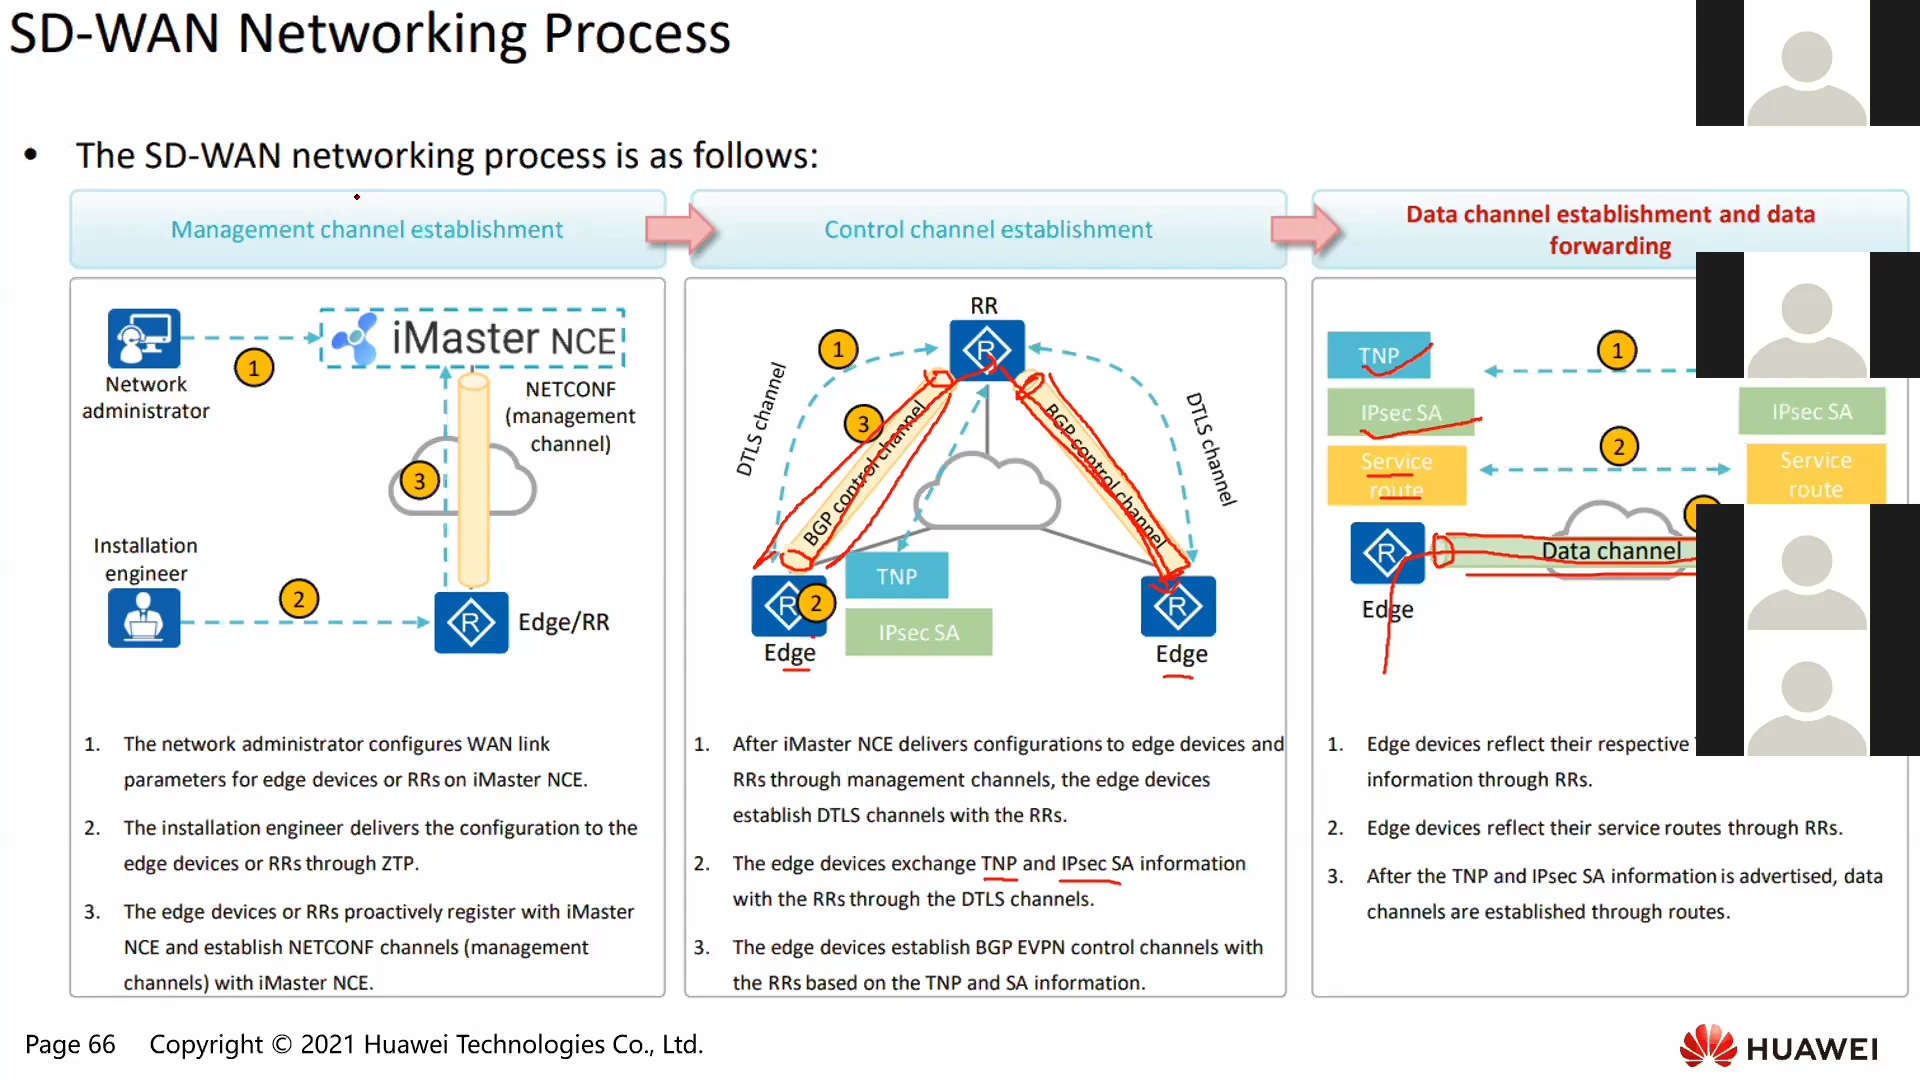 SD-WAN Networking Process
• The SD-WAN networking process is as follows:
Management channel establishment
Control channel establishment
Data channel establishment and data
forwarding
Network
administrator
1
iMaster NCE
NETCONF
(management
channel)
3
Installation
engineer
2
R
Edge/RR
1. The network administrator configures WAN link
parameters for edge devices or RRs on iMaster NCE.
2. The installation engineer delivers the configuration to the
edge devices or RRs through ZTP.
3. The edge devices or RRs proactively register with iMaster
NCE and establish NETCONF channels (management
channels) with iMaster NCE.
RR
R
1
DTLS channel
3
BGP control channel
BGP control channel
DTLS channel
R
2
TNP
IPsec SA
Edge
R
Edge
1. After iMaster NCE delivers configurations to edge devices and
RRs through management channels, the edge devices
establish DTLS channels with the RRs.
2. The edge devices exchange TNP and IPsec SA information
with the RRs through the DTLS channels.
3. The edge devices establish BGP EVPN control channels with
the RRs based on the TNP and SA information.
TNP
1
IPsec SA
IPsec SA
Service
route
2
Service
route
R
Data channel
Edge
1. Edge devices reflect their respective
information through RRs.
2. Edge devices reflect their service routes through RRs.
3. After the TNP and IPsec SA information is advertised, data
channels are established through routes.
Page 66 Copyright © 2021 Huawei Technologies Co., Ltd.
HUAWEI